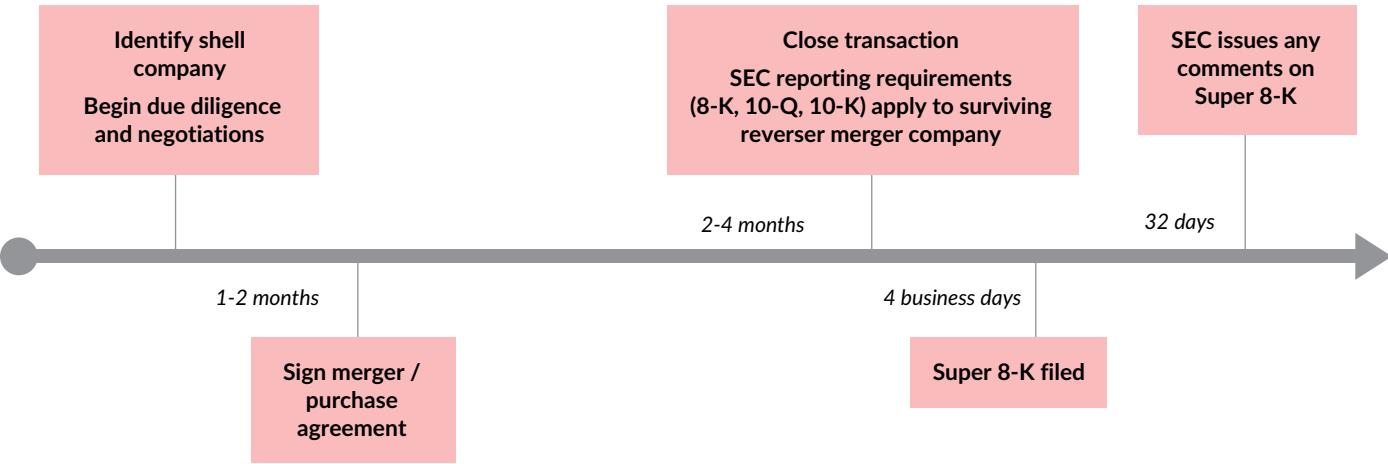 Identify shell
company
Begin due diligence
and negotiations
1-2 months
Sign merger /
purchase
agreement
Close transaction
SEC reporting requirements
(8-K, 10-Q, 10-K) apply to surviving
reverser merger company
2-4 months
4 business days
Super 8-K filed
SEC issues any
comments on
Super 8-K
32 days